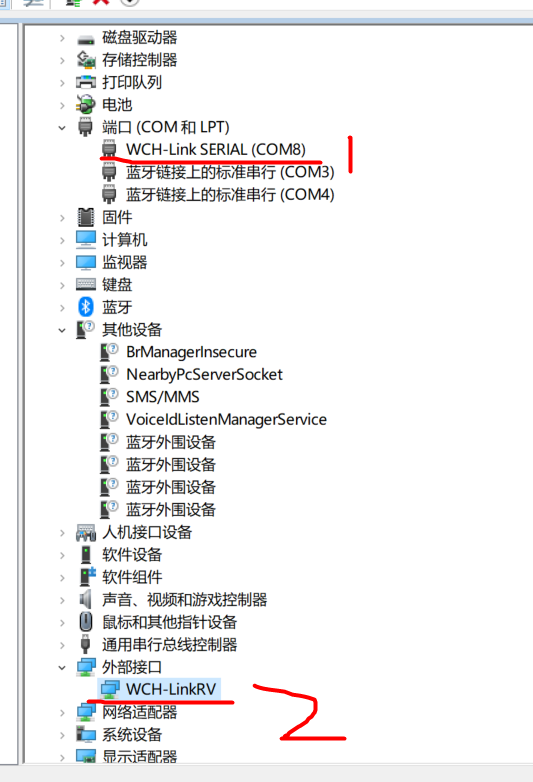 磁盘驱动器
存储控制器
打印队列
电池
端口 (COM 和 LPT)
WCH-Link SERIAL (COM8)
1
蓝牙链接上的标准串行 (COM3)
蓝牙链接上的标准串行 (COM4)
固件
计算机
监视器
键盘
蓝牙
其他设备
BrManagerInsecure
NearbyPcServerSocket
SMS/MMS
VoiceIdListenManagerService
蓝牙外围设备
蓝牙外围设备
蓝牙外围设备
蓝牙外围设备
人机接口设备
软件设备
软件组件
声音、视频和游戏控制器
鼠标和其他指针设备
通用串行总线控制器
外部接口
WCH-LinkRV
2
网络适配器
系统设备
显示适配器